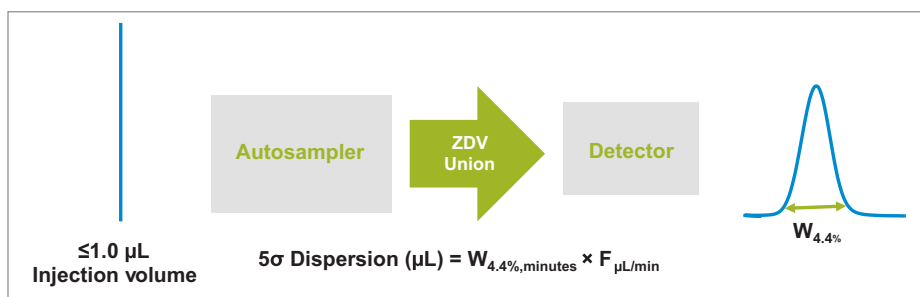 Autosampler
ZDV
Union
Detector
W4.4%
≤1.0 µL
Injection volume
5σ Dispersion (µL) = W4.4%,minutes × FµL/min